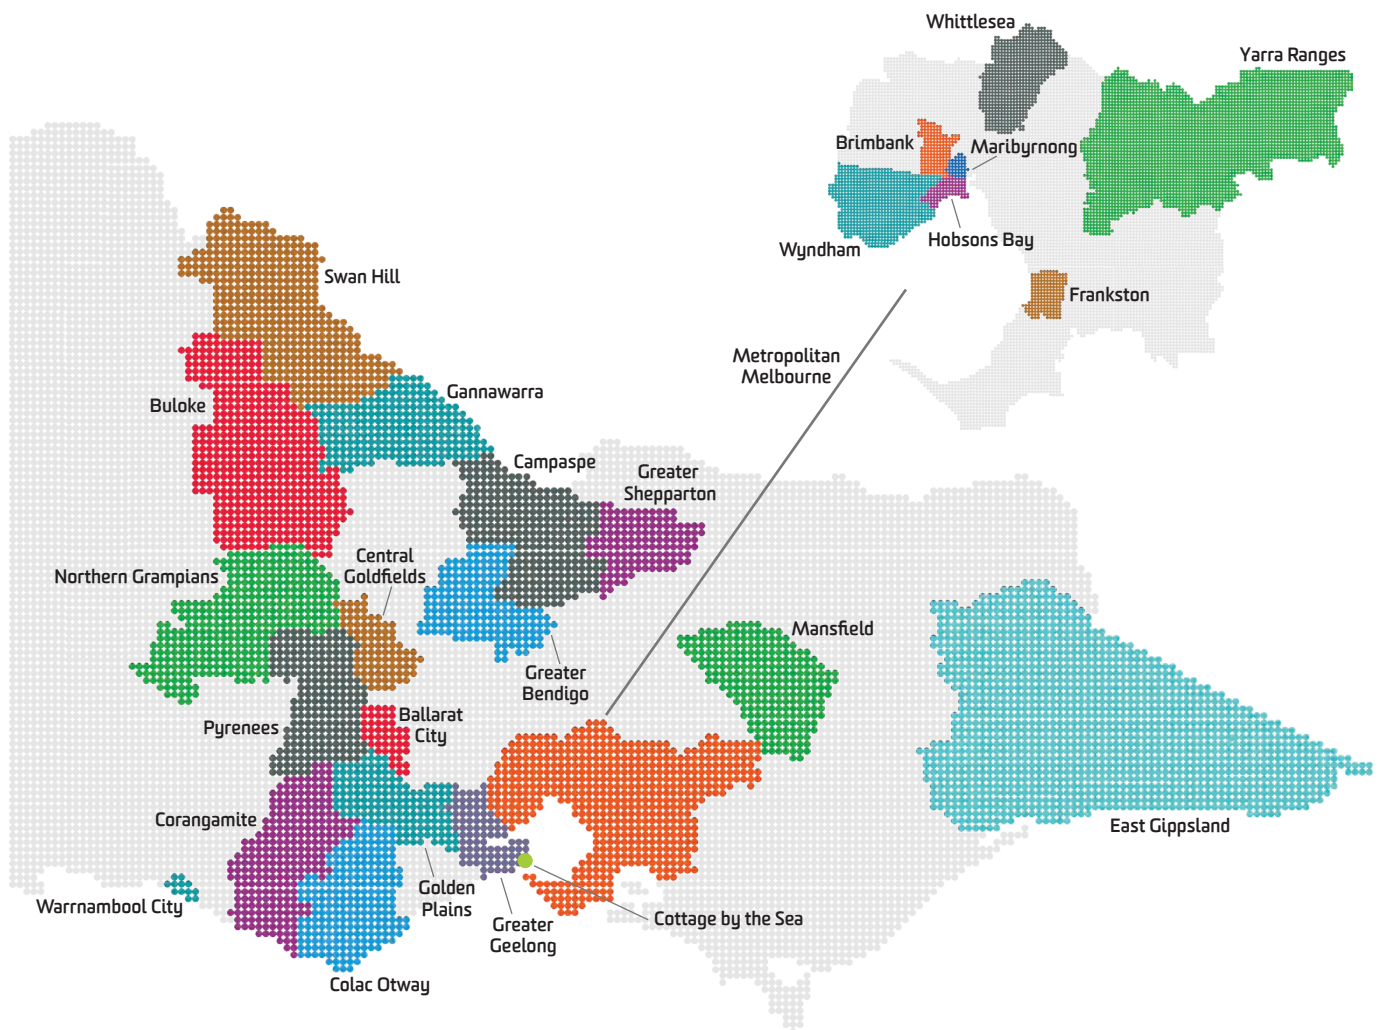 Whittlesea
Yarra Ranges
Brimbank
Maribyrnong
Hobsons Bay
Wyndham
Frankston
Metropolitan
Melbourne
Swan Hill
Gannawarra
Buloke
Campaspe
Greater
Shepparton
Central
Goldfields
Northern Grampians
Mansfield
Greater
Bendigo
Ballarat
City
Pyrenees
Corangamite
East Gippsland
Golden
Plains
Warrnambool City
Greater
Geelong
Cottage by the Sea
Colac Otway